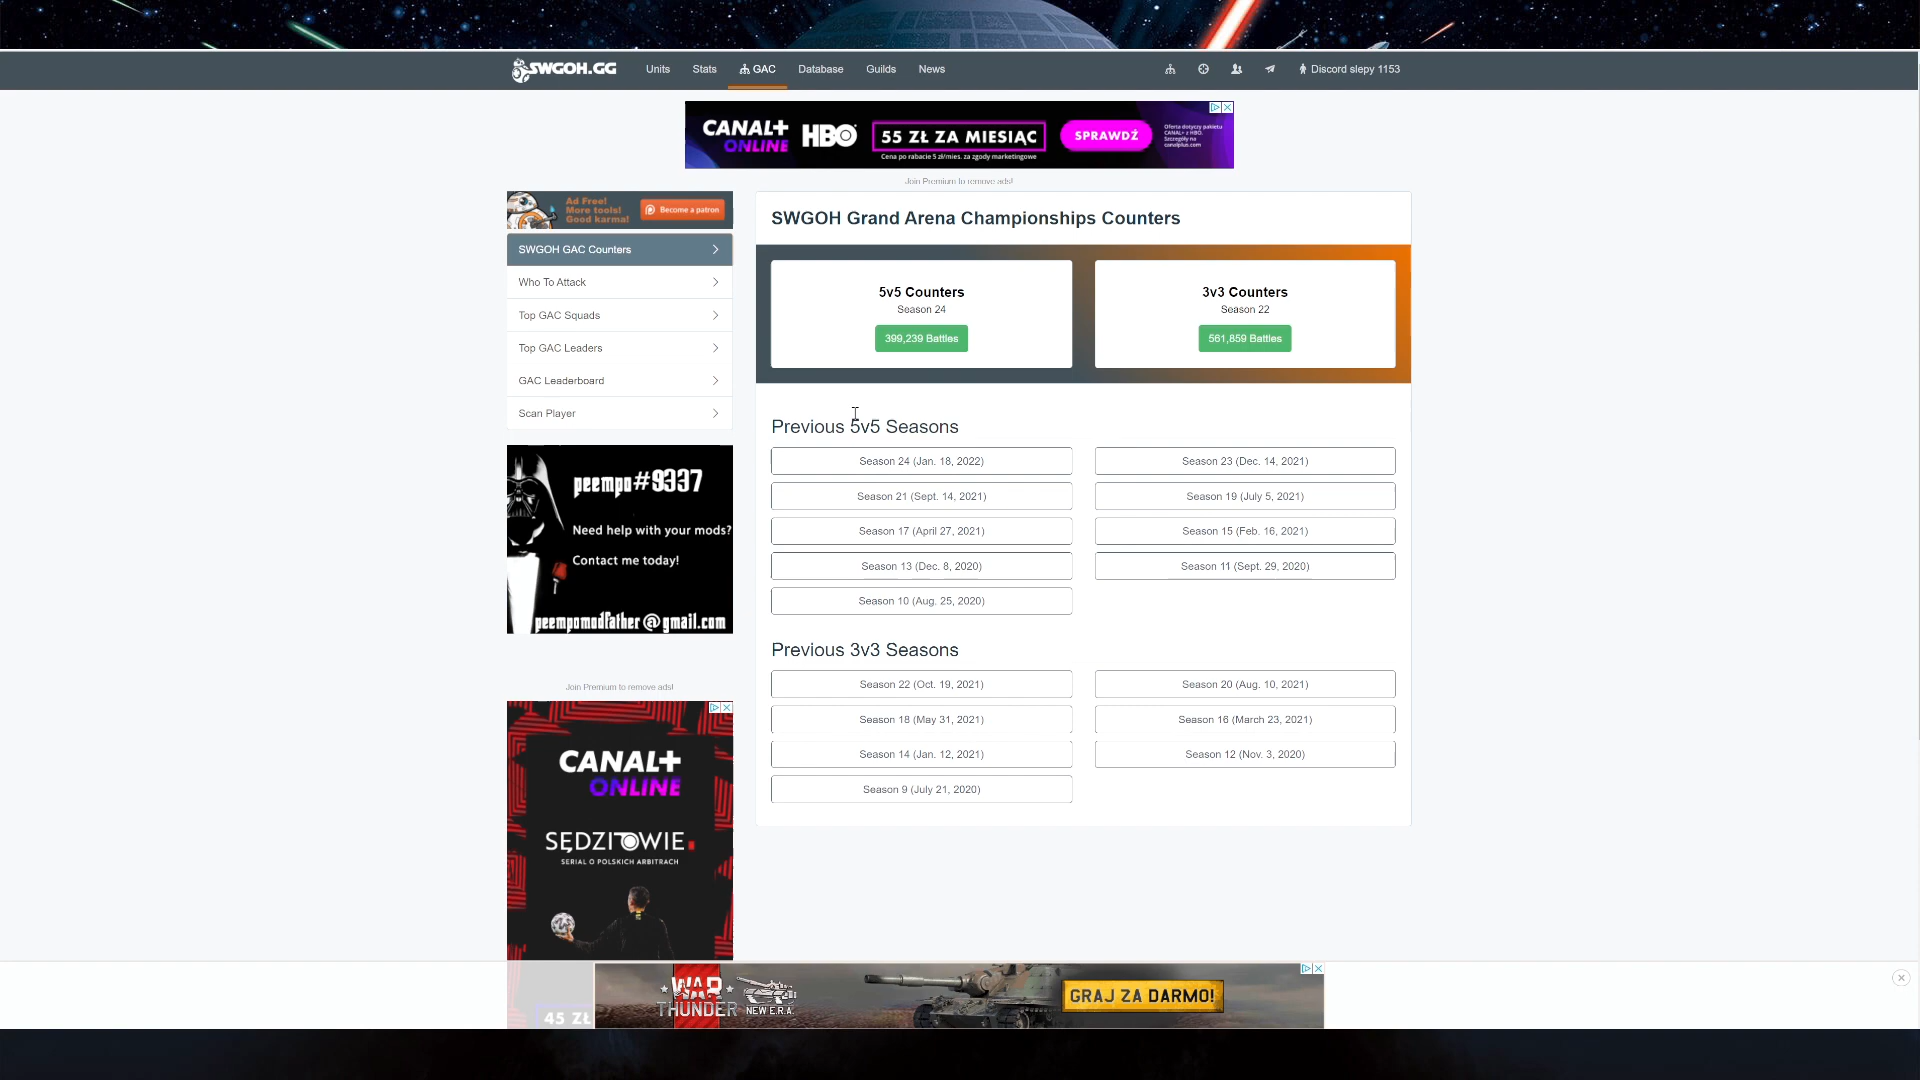 SWGOH.GG
Units
Stats
GAC
Database
Guilds
News
Discord slepy 1153
CANAL+ ONLINE
HBO
55 ZŁ ZA MIESIĄC
Cena po rabacie 5 zł/mies. za zgody marketingowe
SPRAWDŹ
Oferta dotyczy pakietu
CANAL+ z HBO.
Szczegóły na
canalplus.com
Join Premium to remove ads!
Ad Free!
More tools!
Good karma!
Become a patron
SWGOH GAC Counters
Who To Attack
Top GAC Squads
Top GAC Leaders
GAC Leaderboard
Scan Player
peempo#9337
Need help with your mods?
Contact me today!
peempomodfather@gmail.com
Join Premium to remove ads!
CANAL+
ONLINE
SĘDZIOWIE.
SERIAL O POLSKICH ARBITRACH
45 ZŁ
SWGOH Grand Arena Championships Counters
5v5 Counters
Season 24
399,239 Battles
3v3 Counters
Season 22
561,859 Battles
Previous 5v5 Seasons
Season 24 (Jan. 18, 2022)
Season 23 (Dec. 14, 2021)
Season 21 (Sept. 14, 2021)
Season 19 (July 5, 2021)
Season 17 (April 27, 2021)
Season 15 (Feb. 16, 2021)
Season 13 (Dec. 8, 2020)
Season 11 (Sept. 29, 2020)
Season 10 (Aug. 25, 2020)
Previous 3v3 Seasons
Season 22 (Oct. 19, 2021)
Season 20 (Aug. 10, 2021)
Season 18 (May 31, 2021)
Season 16 (March 23, 2021)
Season 14 (Jan. 12, 2021)
Season 12 (Nov. 3, 2020)
Season 9 (July 21, 2020)
WAR
THUNDER
NEW E.R.A.
GRAJ ZA DARMO!